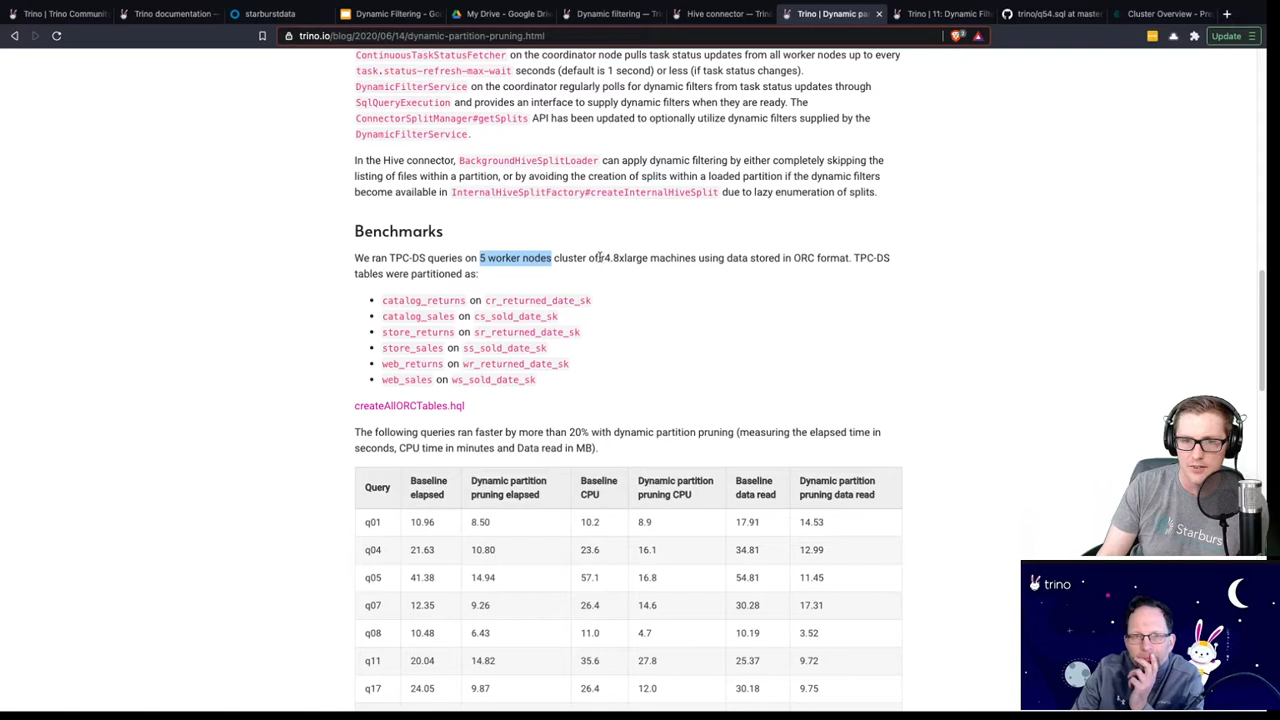 Trino | Trino Communi
Trino documentation —
starburstdata
Dynamic Filtering - Goo
My Drive - Google Driv
Dynamic filtering — Tri
Hive connector — Trino
Trino | Dynamic par
Trino | 11: Dynamic Filt
trino/q54.sql at maste
Cluster Overview - Pre
trino.io/blog/2020/06/14/dynamic-partition-pruning.html
Update
ContinuousTaskStatusFetcher on the coordinator node pulls task status updates from all worker nodes up to every
task.status-refresh-max-wait seconds (default is 1 second) or less (if task status changes).
DynamicFilterService on the coordinator regularly polls for dynamic filters from task status updates through
SqlQueryExecution and provides an interface to supply dynamic filters when they are ready. The
ConnectorSplitManager#getSplits API has been updated to optionally utilize dynamic filters supplied by the
DynamicFilterService.
In the Hive connector, BackgroundHiveSplitLoader can apply dynamic filtering by either completely skipping the
listing of files within a partition, or by avoiding the creation of splits within a loaded partition if the dynamic filters
become available in InternalHiveSplitFactory#createInternalHiveSplit due to lazy enumeration of splits.
Benchmarks
We ran TPC-DS queries on 5 worker nodes cluster of r4.8xlarge machines using data stored in ORC format. TPC-DS
tables were partitioned as:
• catalog_returns on cr_returned_date_sk
• catalog_sales on cs_sold_date_sk
• store_returns on sr_returned_date_sk
• store_sales on ss_sold_date_sk
• web_returns on wr_returned_date_sk
• web_sales on ws_sold_date_sk
createAllORCTables.hql
The following queries ran faster by more than 20% with dynamic partition pruning (measuring the elapsed time in
seconds, CPU time in minutes and Data read in MB).
Query Baseline elapsed Dynamic partition pruning elapsed Baseline CPU Dynamic partition pruning CPU Baseline data read Dynamic partition pruning data read
q01 10.96 8.50 10.2 8.9 17.91 14.53
q04 21.63 10.80 23.6 16.1 34.81 12.99
q05 41.38 14.94 57.1 16.8 54.81 11.45
q07 12.35 9.26 26.4 14.6 30.28 17.31
q08 10.48 6.43 11.0 4.7 10.19 3.52
q11 20.04 14.82 35.6 27.8 25.37 9.72
q17 24.05 9.87 26.4 12.0 30.18 9.75
Starburs
trino